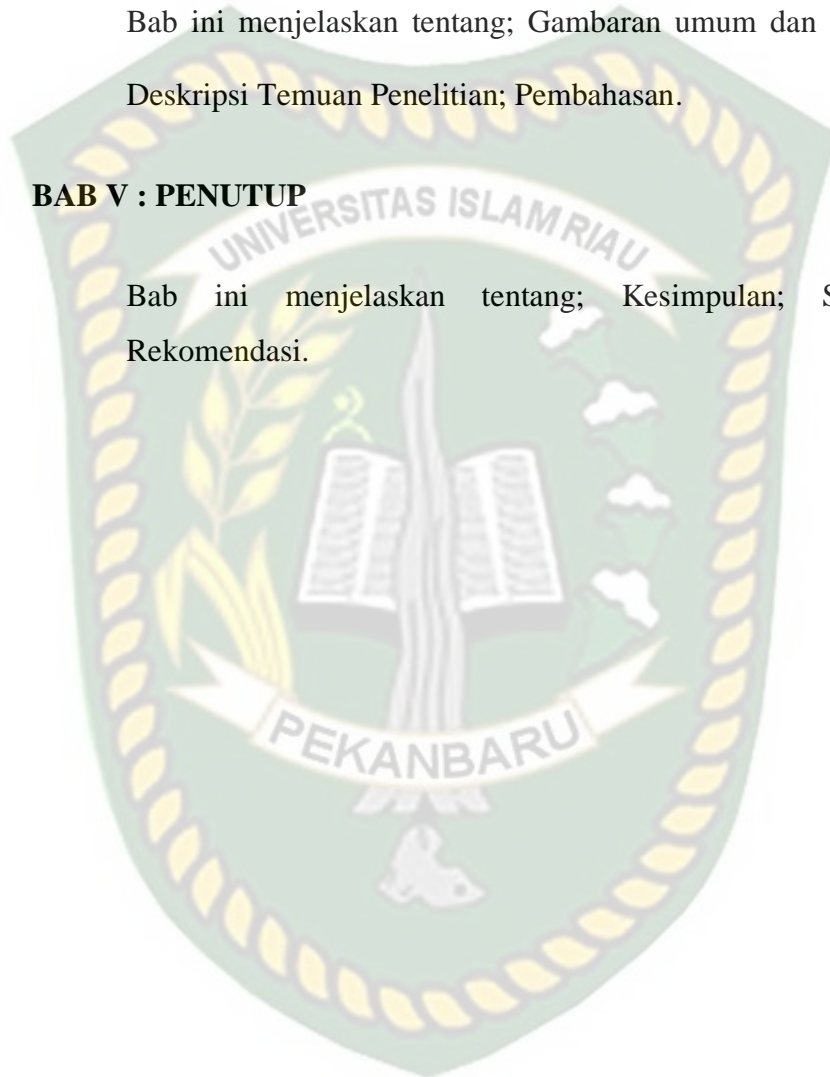 Bab ini menjelaskan tentang; Gambaran umum dan
Deskripsi Temuan Penelitian; Pembahasan.
BAB V : PENUTUP
UNIVERSITAS ISLAM RIAU
Bab ini menjelaskan tentang; Kesimpulan; S
Rekomendasi.
PEKANBARU